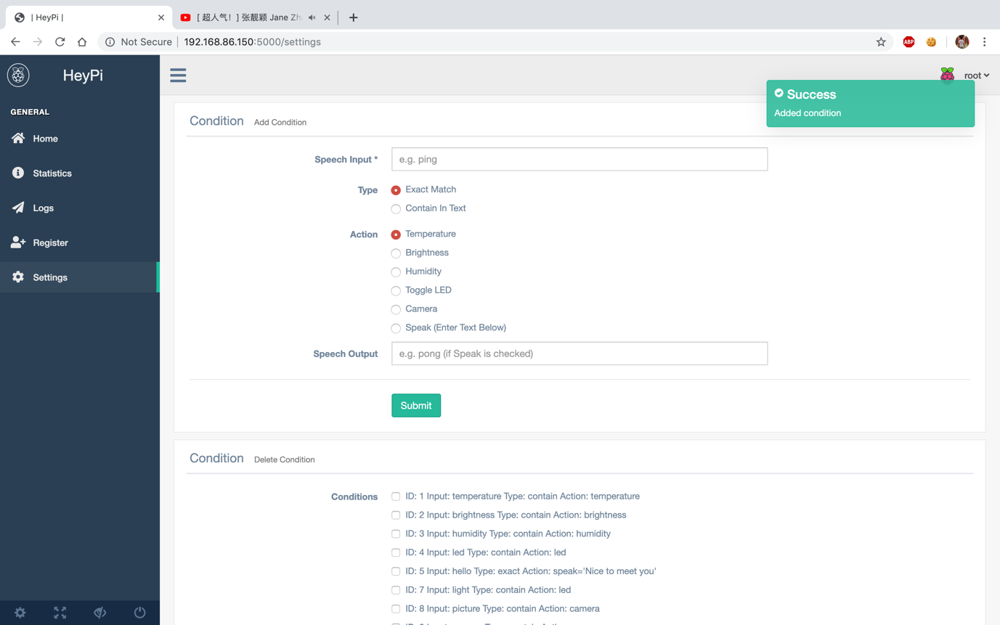 | HeyPi |
[ 超人气！] 张靓颖 Jane Zh
Not Secure
192.168.86.150:5000/settings
ABP
HeyPi
root
GENERAL
Home
Statistics
Logs
Register
Settings
Success
Added condition
Condition Add Condition
Speech Input *
e.g. ping
Type
Exact Match
Contain In Text
Action
Temperature
Brightness
Humidity
Toggle LED
Camera
Speak (Enter Text Below)
Speech Output
e.g. pong (if Speak is checked)
Submit
Condition Delete Condition
Conditions
ID: 1 Input: temperature Type: contain Action: temperature
ID: 2 Input: brightness Type: contain Action: brightness
ID: 3 Input: humidity Type: contain Action: humidity
ID: 4 Input: led Type: contain Action: led
ID: 5 Input: hello Type: exact Action: speak='Nice to meet you'
ID: 7 Input: light Type: contain Action: led
ID: 8 Input: picture Type: contain Action: camera